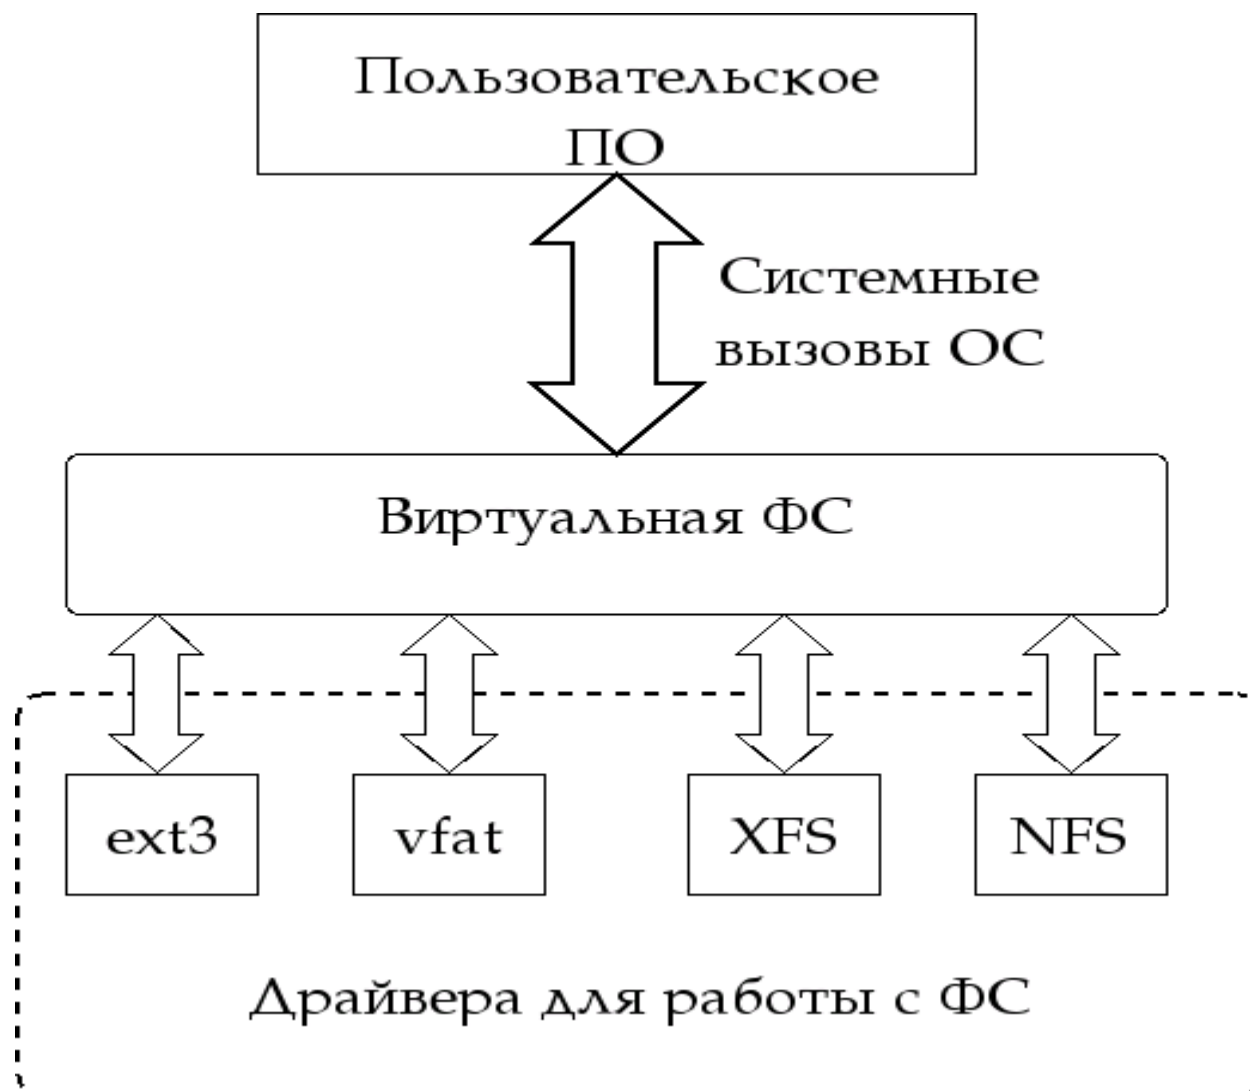 Пользовательское
ПО
Системные
вызовы ОС
Виртуальная ФС
ext3
vfat
XFS
NFS
Драйвера для работы с ФС